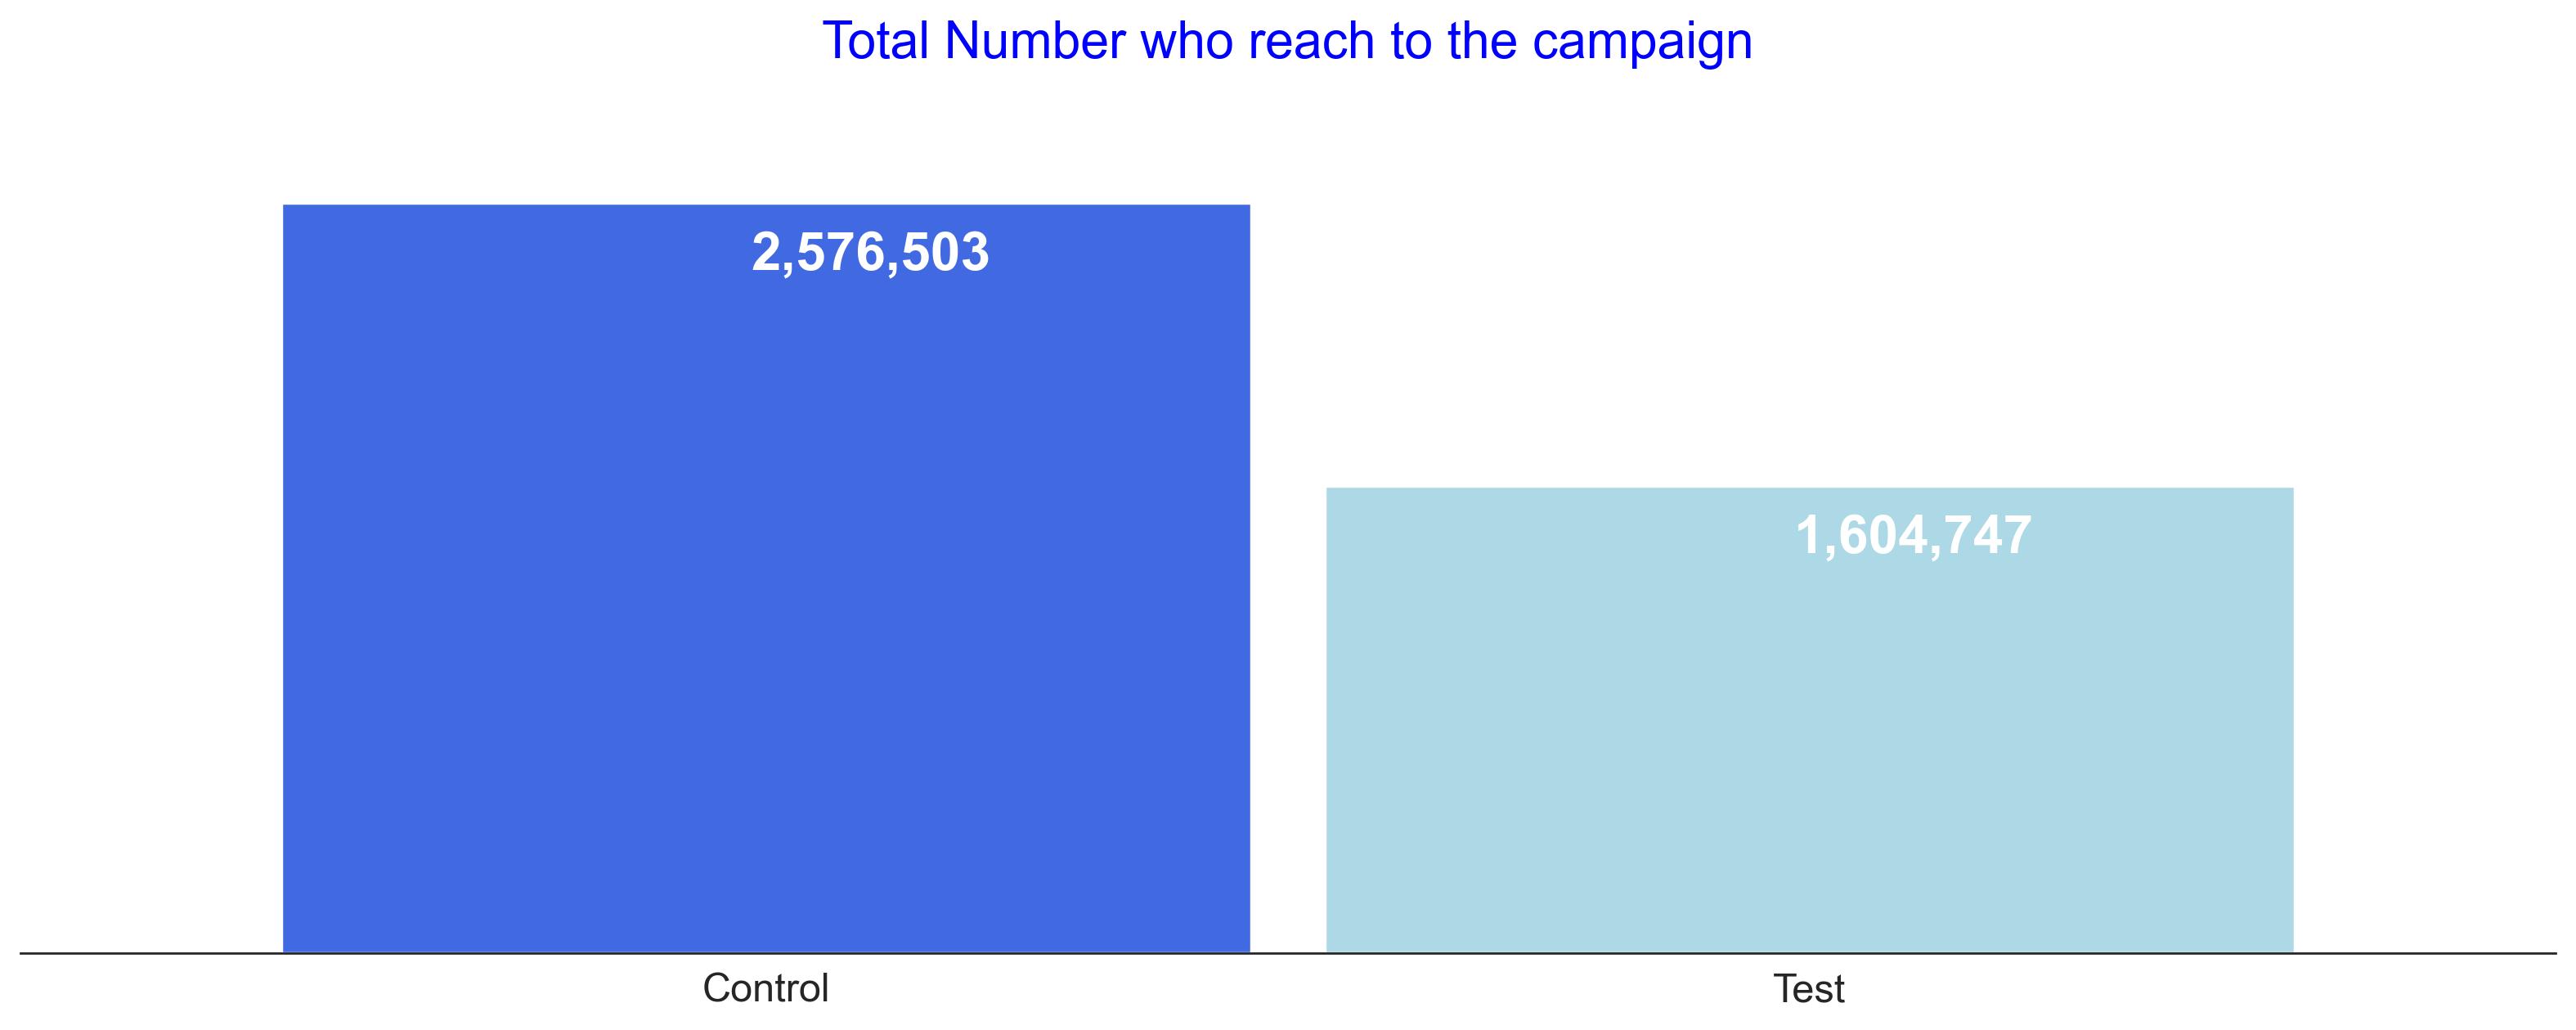 Total Number who reach to the campaign
2,576,503
1,604,747
Control
Test